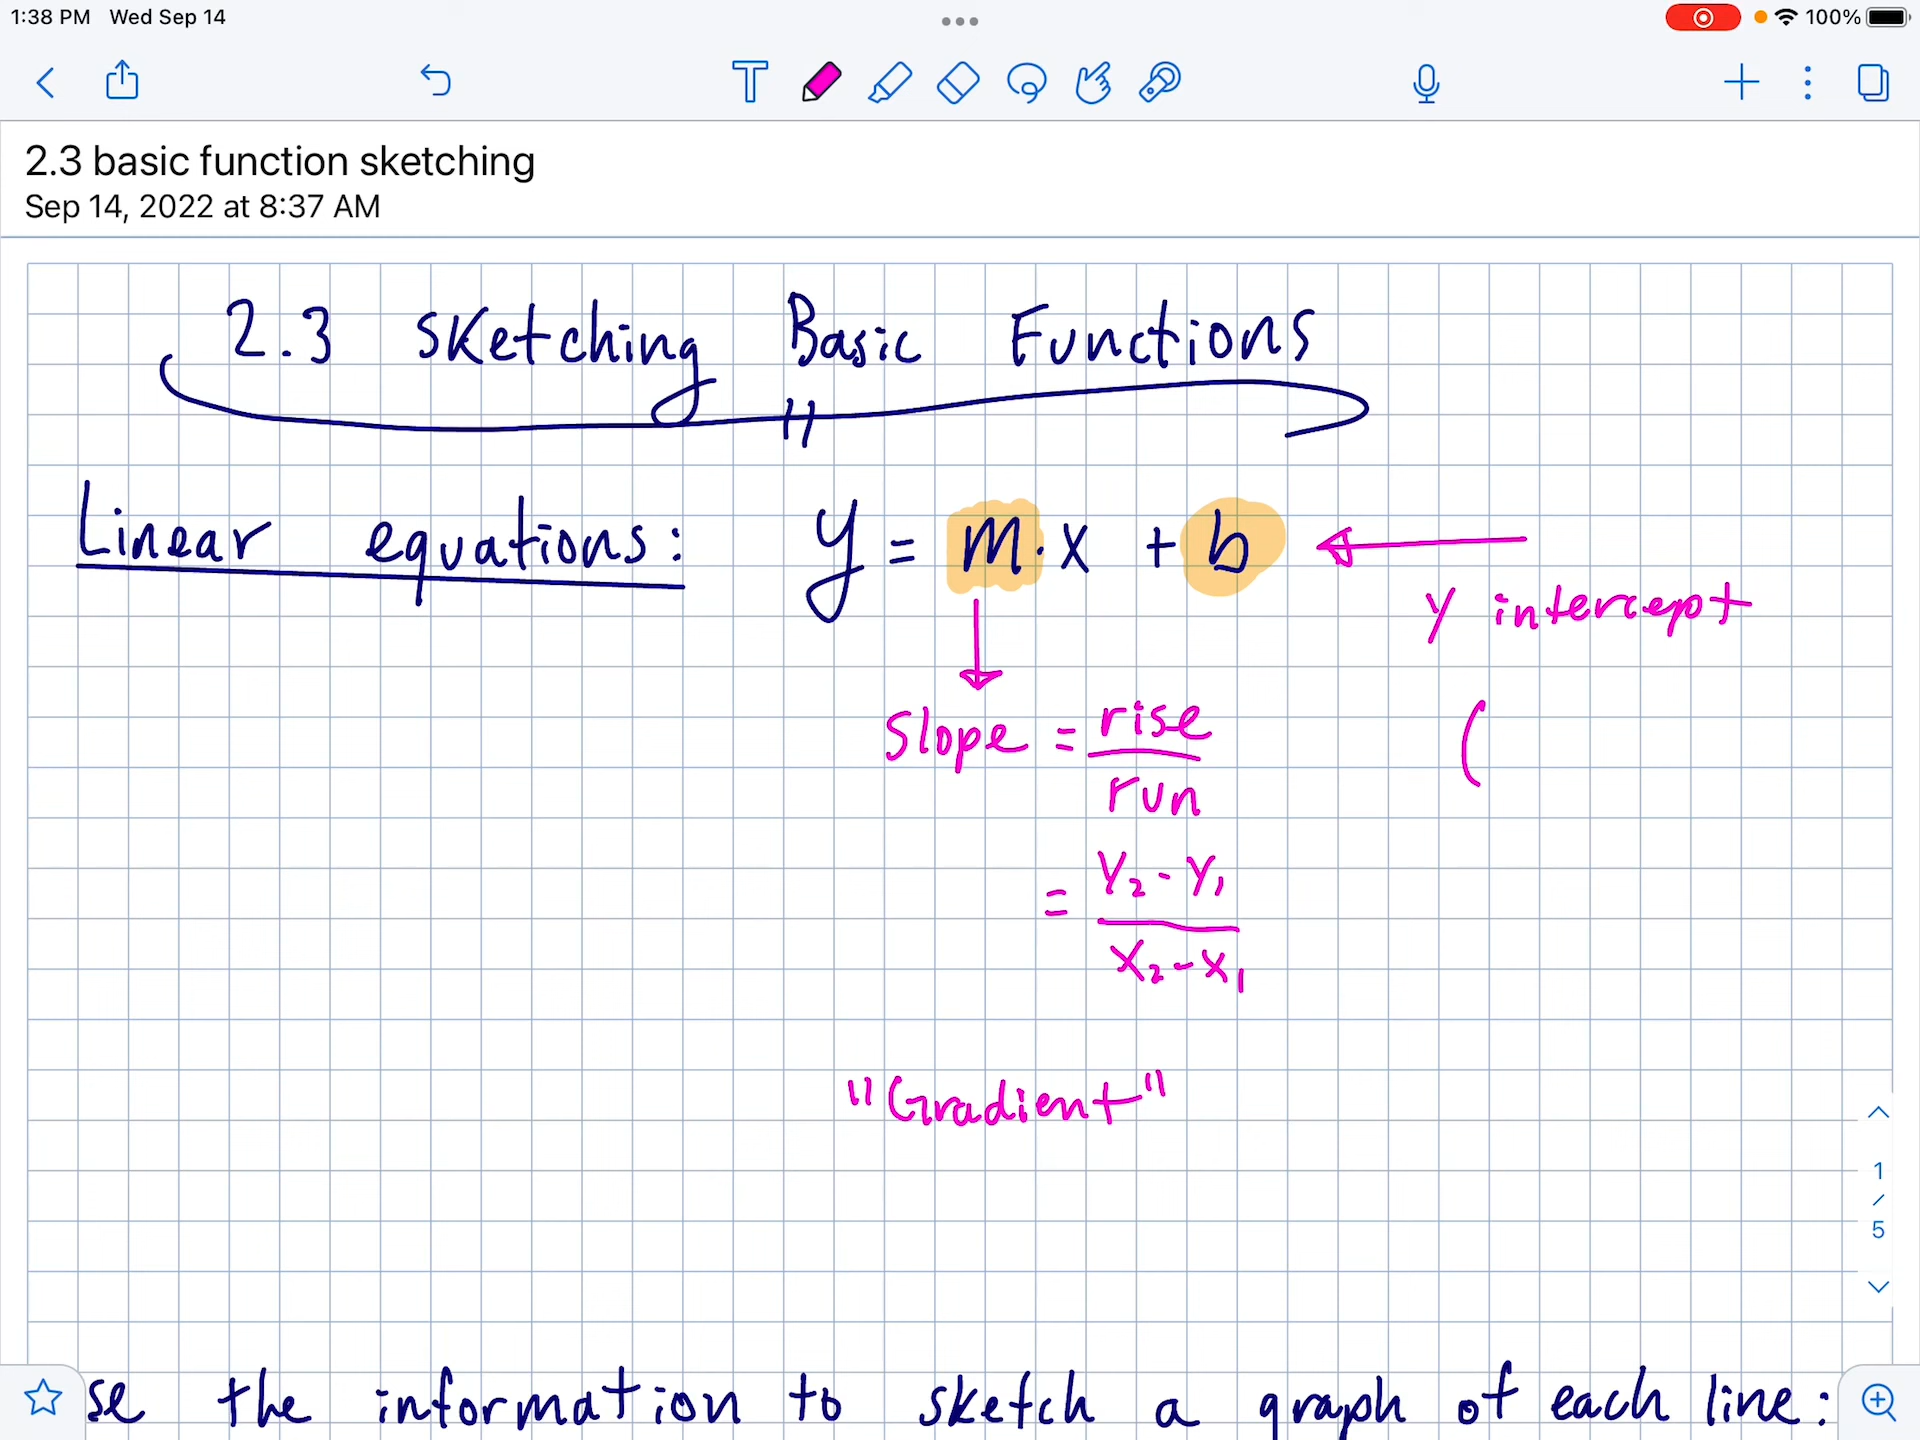 1:38 PM Wed Sep 14
100%
2.3 basic function sketching
Sep 14, 2022 at 8:37 AM
2.3 Sketching Basic Functions
Linear equations: y = m·x + b
y intercept
Slope = rise
run
(
= Y₂ - Y₁
X₂ - X₁
"Gradient"
1
/
5
se the information to sketch a graph of each line: